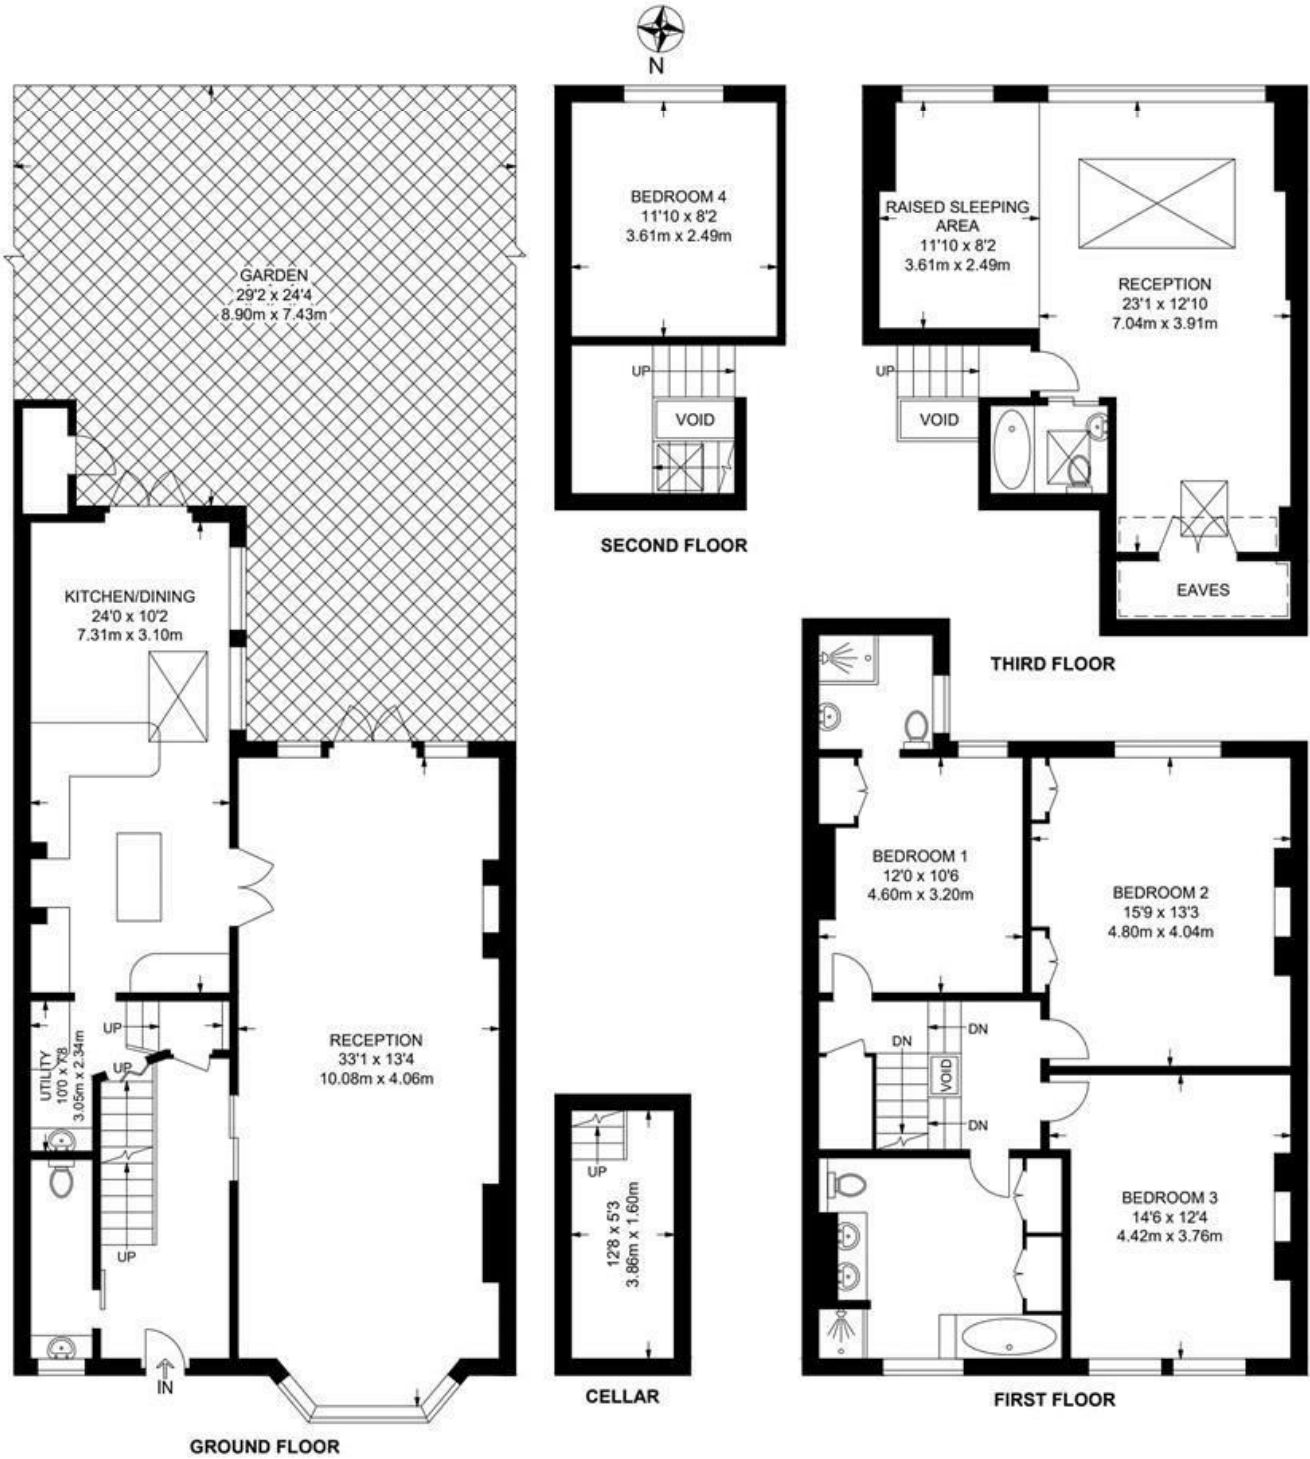 N
GARDEN
29'2 x 24'4
8.90m x 7.43m
KITCHEN/DINING
24'0 x 10'2
7.31m x 3.10m
UP
UP
UTILITY
10'0 x 7'8
3.05m x 2.34m
UP
RECEPTION
33'1 x 13'4
10.08m x 4.06m
IN
GROUND FLOOR
BEDROOM 4
11'10 x 8'2
3.61m x 2.49m
UP
VOID
SECOND FLOOR
RAISED SLEEPING
AREA
11'10 x 8'2
3.61m x 2.49m
RECEPTION
23'1 x 12'10
7.04m x 3.91m
UP
VOID
EAVES
THIRD FLOOR
UP
12'8 x 5'3
3.86m x 1.60m
CELLAR
BEDROOM 1
12'0 x 10'6
4.60m x 3.20m
BEDROOM 2
15'9 x 13'3
4.80m x 4.04m
DN
DN
VOID
DN
BEDROOM 3
14'6 x 12'4
4.42m x 3.76m
FIRST FLOOR